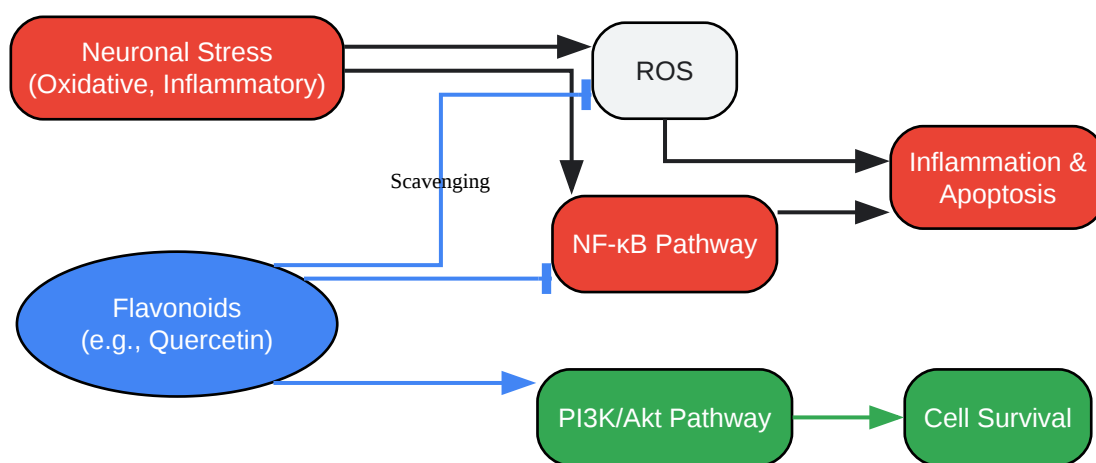 Neuronal Stress
(Oxidative, Inflammatory)
ROS
Inflammation &
Apoptosis
Scavenging
NF-κB Pathway
Flavonoids
(e.g., Quercetin)
PI3K/Akt Pathway
Cell Survival